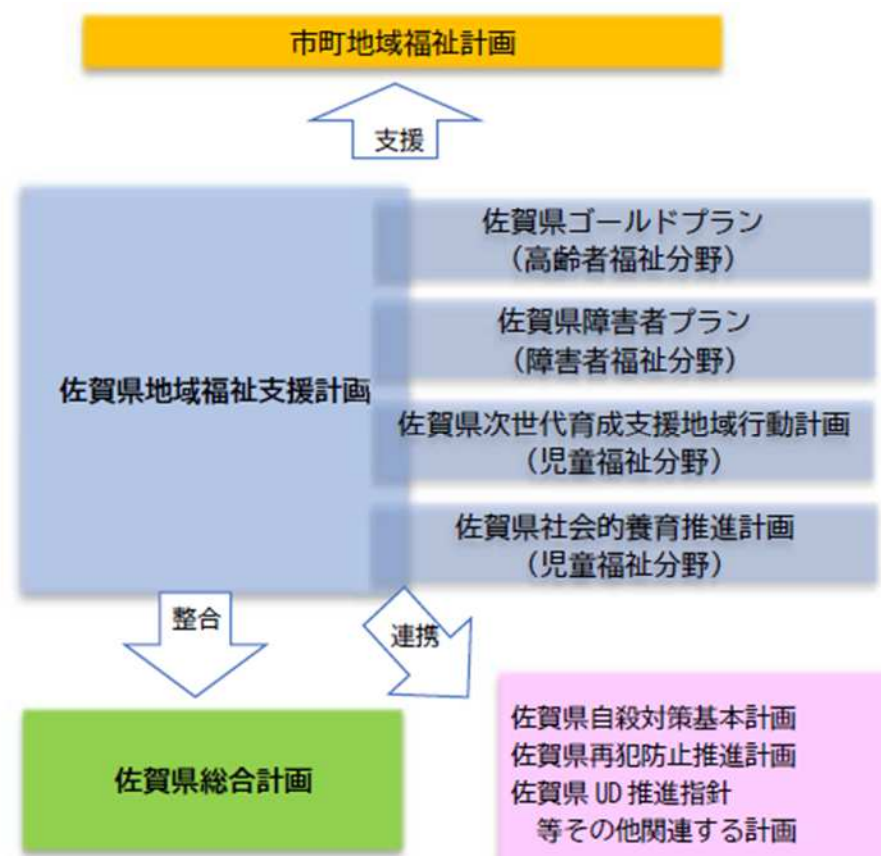 市町地域福祉計画
支援
佐賀県地域福祉支援計画
佐賀県ゴールドプラン
（高齢者福祉分野）
佐賀県障害者プラン
（障害者福祉分野）
佐賀県次世代育成支援地域行動計画
（児童福祉分野）
佐賀県社会的養育推進計画
（児童福祉分野）
整合
連携
佐賀県総合計画
佐賀県自殺対策基本計画
佐賀県再犯防止推進計画
佐賀県 UD 推進指針
等その他関連する計画